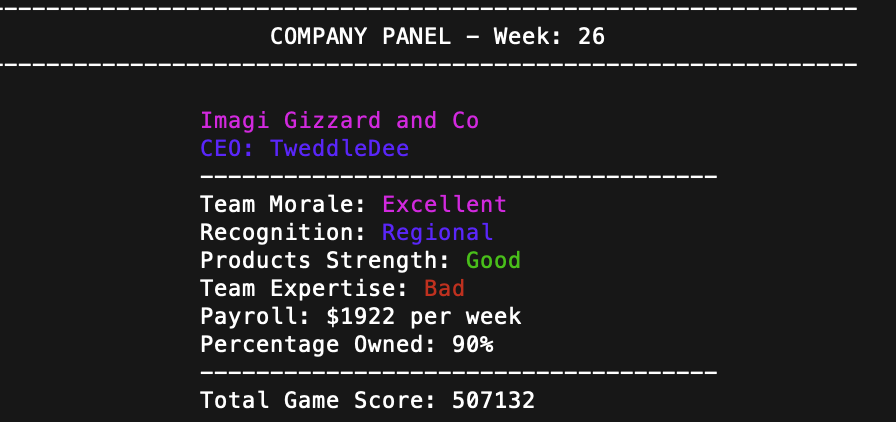 COMPANY PANEL - Week: 26
Imagi Gizzard and Co
CEO: TweddleDee
Team Morale: Excellent
Recognition: Regional
Products Strength: Good
Team Expertise: Bad
Payroll: $1922 per week
Percentage Owned: 90%
Total Game Score: 507132